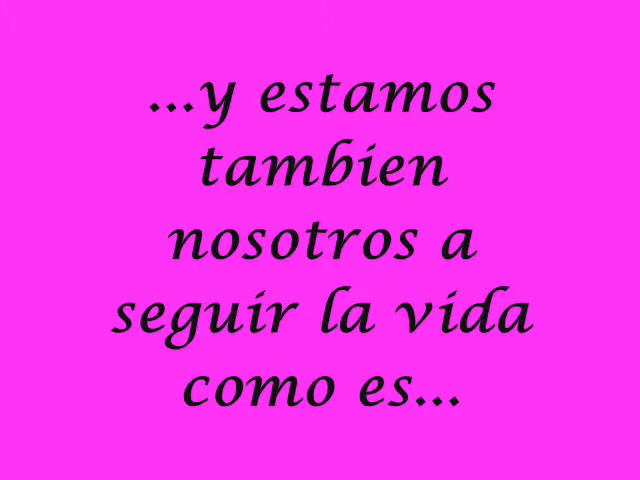 ...y estamos
tambien
nosotros a
seguir la vida
como es...